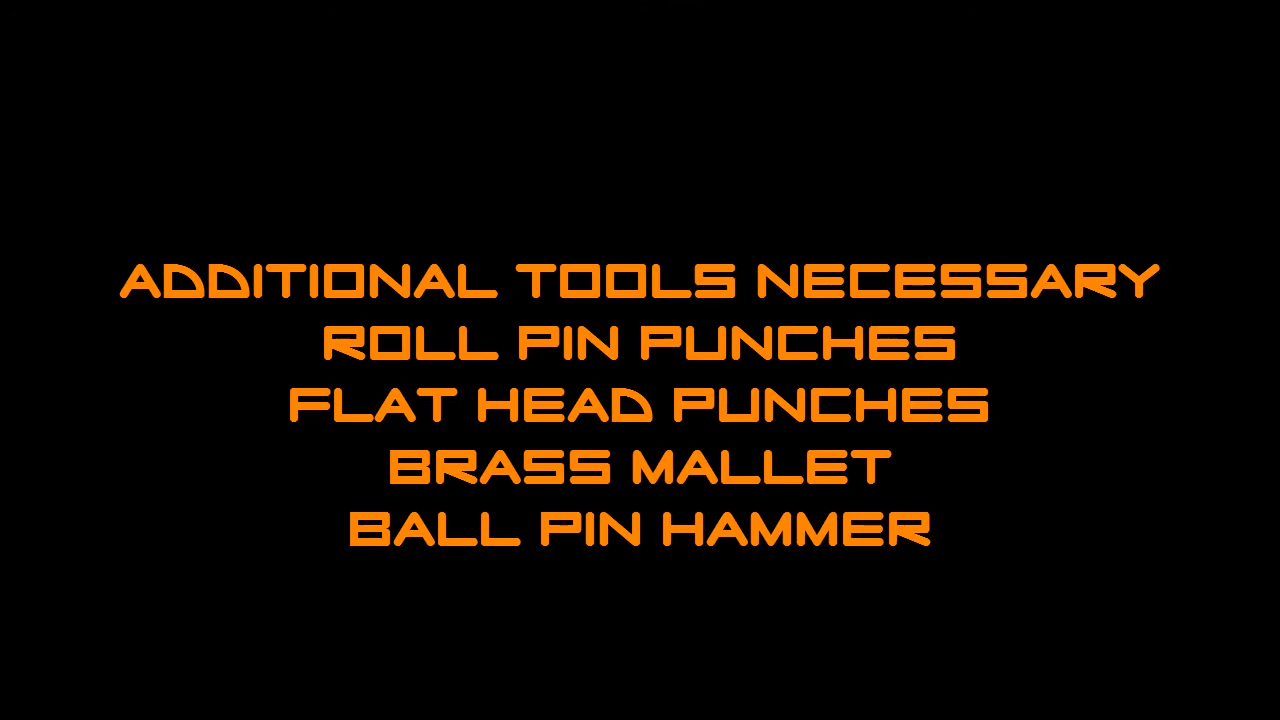 ADDITIONAL TOOLS NECESSARY
ROLL PIN PUNCHES
FLAT HEAD PUNCHES
BRASS MALLET
BALL PIN HAMMER